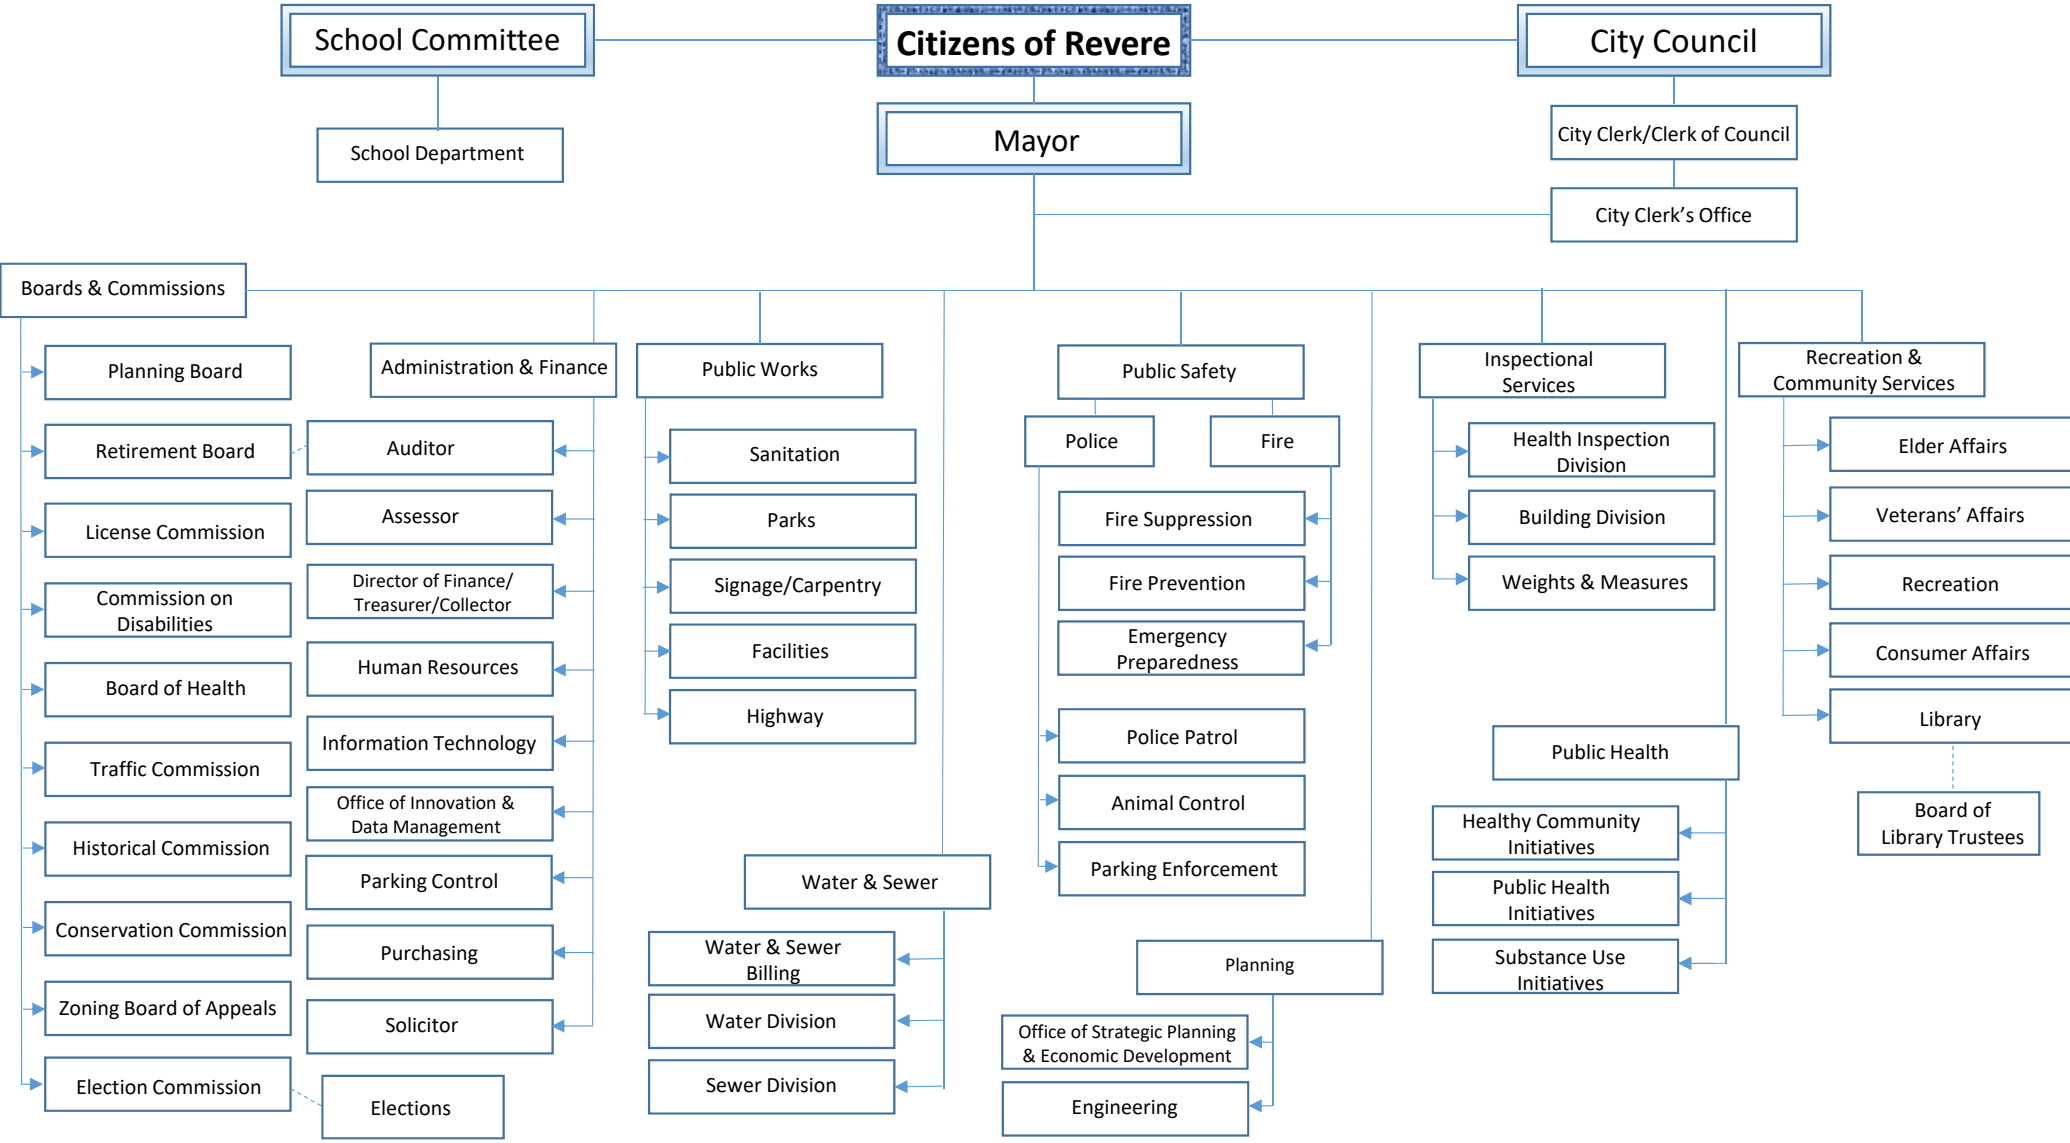 School Committee
Citizens of Revere
City Council
Mayor
City Clerk/Clerk of Council
School Department
City Clerk’s Office
Boards & Commissions
Planning Board
Retirement Board
License Commission
Commission on
Disabilities
Board of Health
Traffic Commission
Historical Commission
Conservation Commission
Zoning Board of Appeals
Election Commission
Elections
Administration & Finance
Auditor
Assessor
Director of Finance/
Treasurer/Collector
Human Resources
Information Technology
Office of Innovation &
Data Management
Parking Control
Purchasing
Solicitor
Public Works
Sanitation
Parks
Signage/Carpentry
Facilities
Highway
Water & Sewer
Water & Sewer
Billing
Water Division
Sewer Division
Public Safety
Police
Fire
Fire Suppression
Fire Prevention
Emergency
Preparedness
Police Patrol
Animal Control
Parking Enforcement
Planning
Office of Strategic Planning
& Economic Development
Engineering
Inspectional
Services
Health Inspection
Division
Building Division
Weights & Measures
Public Health
Healthy Community
Initiatives
Public Health
Initiatives
Substance Use
Initiatives
Recreation &
Community Services
Elder Affairs
Veterans’ Affairs
Recreation
Consumer Affairs
Library
Board of
Library Trustees